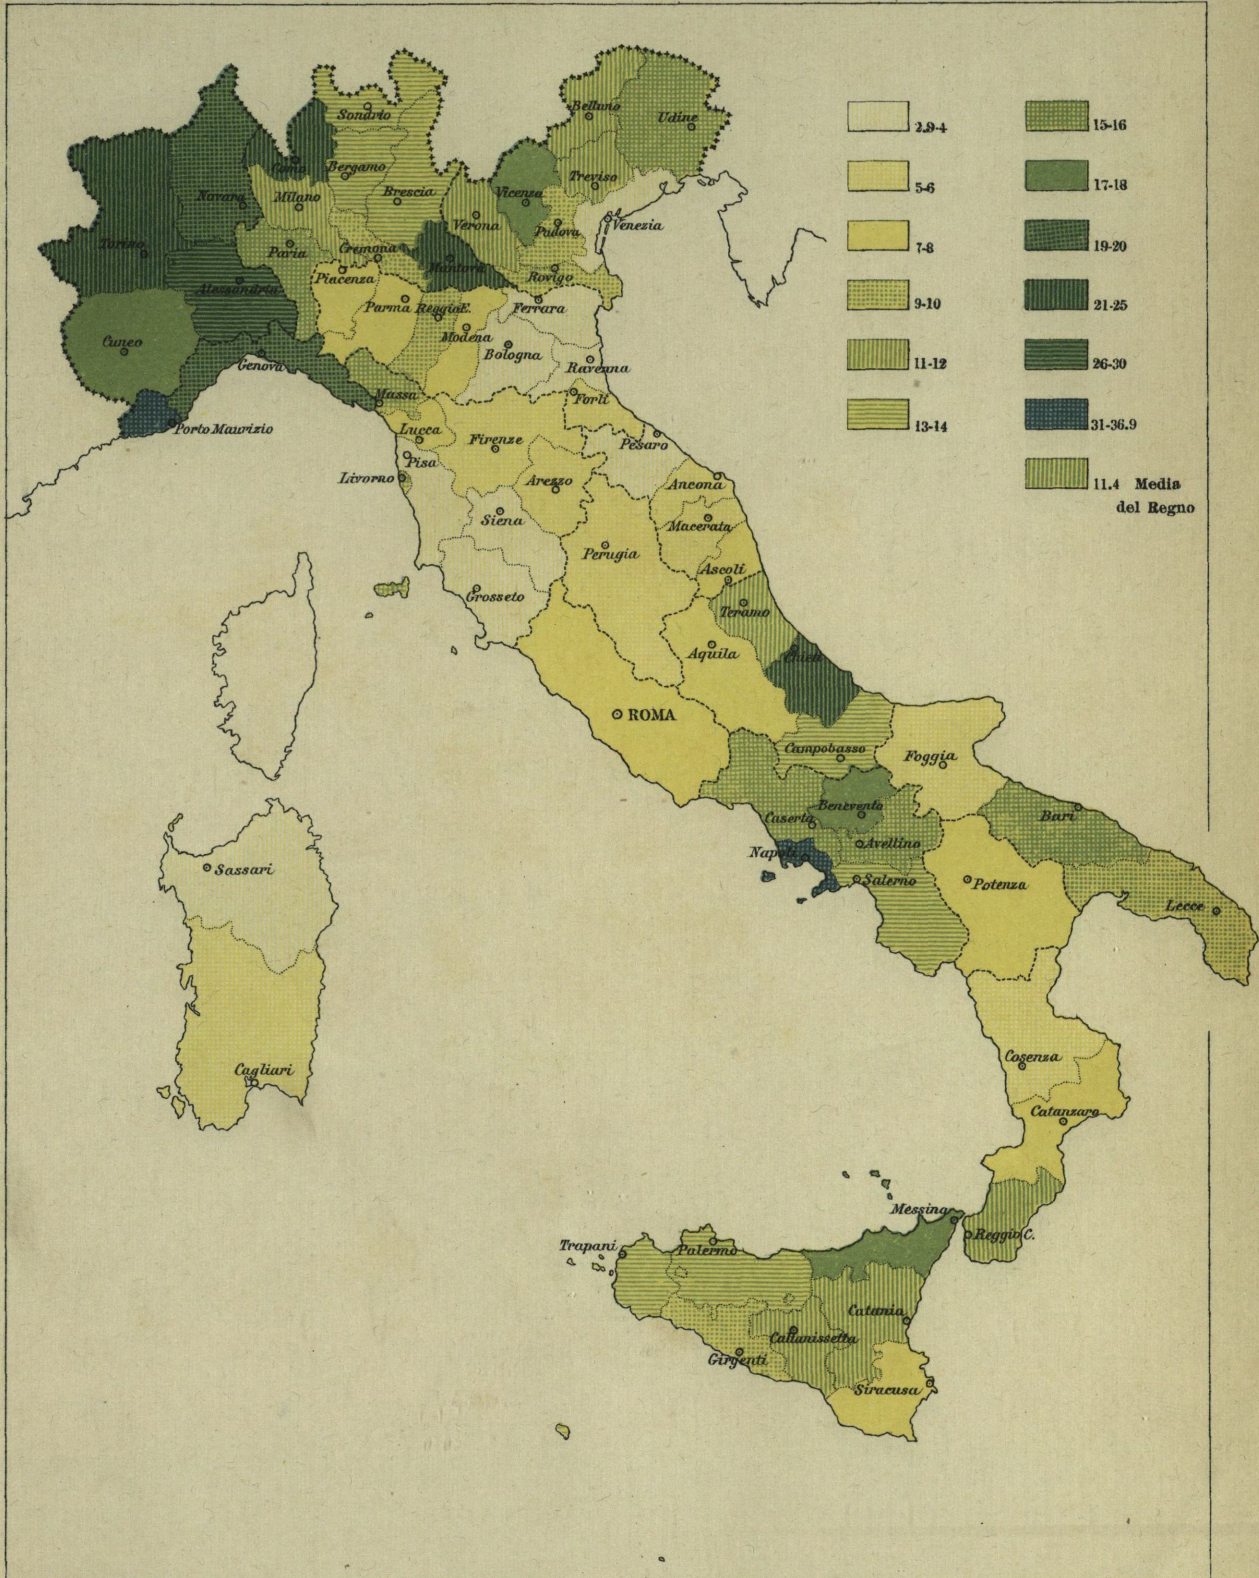 2.9-4
5-6
7-8
9-10
11-12
13-14
15-16
17-18
19-20
21-25
26-30
31-36.9
11.4 Media
del Regno
Sondrio
Belluno
Udine
Como
Bergamo
Treviso
Novara
Milano
Brescia
Vicenza
Verona
Padova
Venezia
Torino
Pavia
Cremona
Mantova
Rovigo
Alessandria
Piacenza
Parma
Reggio E.
Ferrara
Cuneo
Genova
Modena
Bologna
Ravenna
Massa
Forlì
Porto Maurizio
Lucca
Firenze
Pesaro
Pisa
Livorno
Arezzo
Ancona
Siena
Macerata
Perugia
Ascoli
Grosseto
Teramo
Aquila
Chieti
ROMA
Campobasso
Foggia
Benevento
Caserta
Bari
Avellino
Napoli
Salerno
Potenza
Lecce
Sassari
Cagliari
Cosenza
Catanzaro
Messina
Reggio C.
Trapani
Palermo
Catania
Caltanissetta
Girgenti
Siracusa